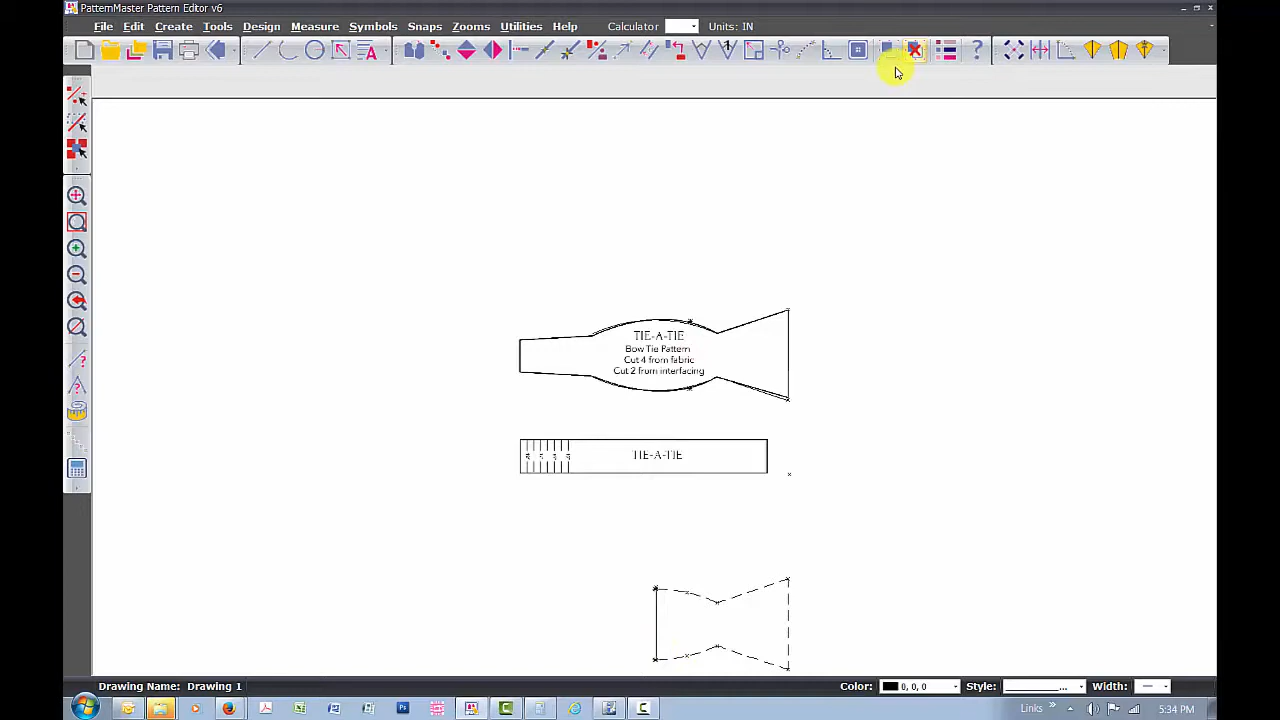 PatternMaster Pattern Editor v6
File Edit Create Tools Design Measure Symbols Snaps Zooms Utilities Help Calculator Units: IN
TIE-A-TIE
Bow Tie Pattern
Cut 4 from fabric
Cut 2 from interfacing
TIE-A-TIE
Drawing Name: Drawing 1 Color: 0, 0, 0 Style: Width:
Links 5:34 PM